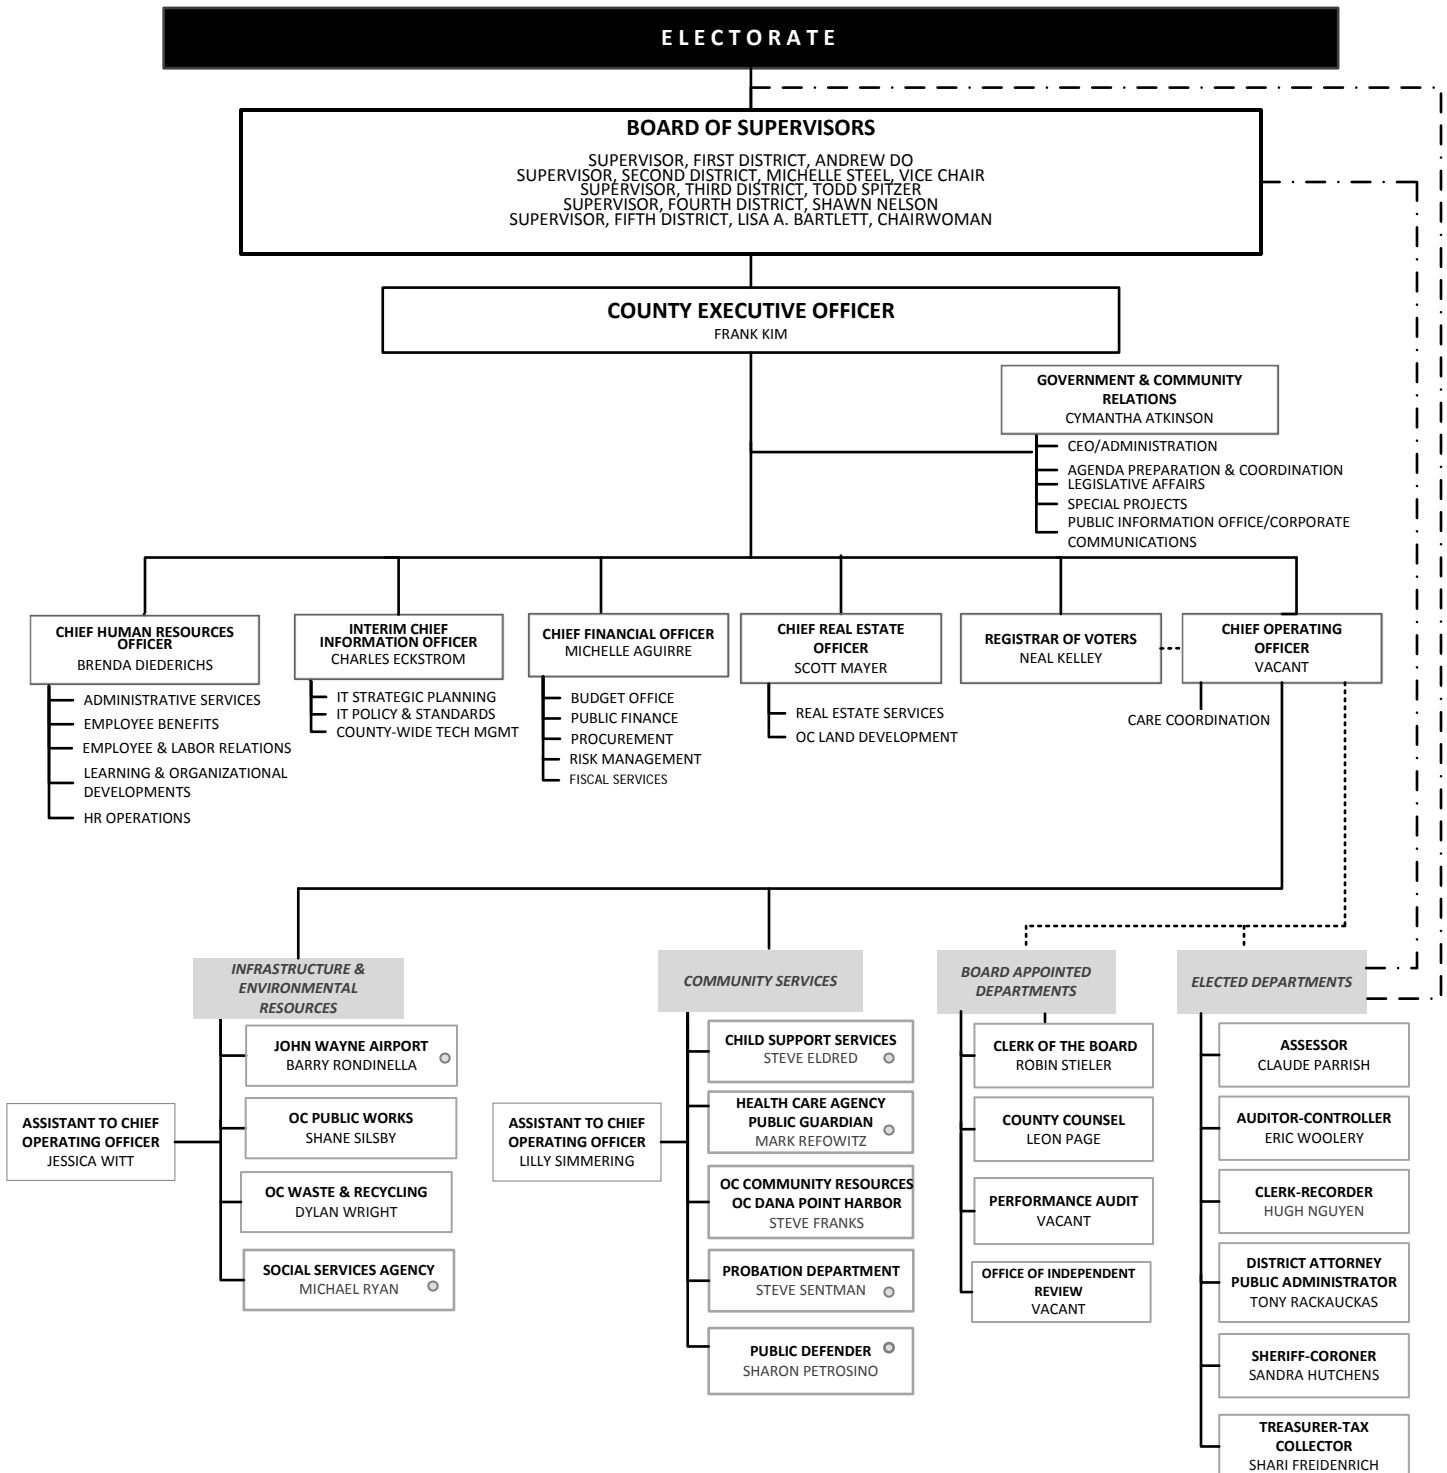 ELECTORATE
BOARD OF SUPERVISORS
SUPERVISOR, FIRST DISTRICT, ANDREW DO
SUPERVISOR, SECOND DISTRICT, MICHELLE STEEL, VICE CHAIR
SUPERVISOR, THIRD DISTRICT, TODD SPITZER
SUPERVISOR, FOURTH DISTRICT, SHAWN NELSON
SUPERVISOR, FIFTH DISTRICT, LISA A. BARTLETT, CHAIRWOMAN
COUNTY EXECUTIVE OFFICER
FRANK KIM
GOVERNMENT & COMMUNITY
RELATIONS
CYMANTHA ATKINSON
CEO/ADMINISTRATION
AGENDA PREPARATION & COORDINATION
LEGISLATIVE AFFAIRS
SPECIAL PROJECTS
PUBLIC INFORMATION OFFICE/CORPORATE
COMMUNICATIONS
CHIEF HUMAN RESOURCES
OFFICER
BRENDA DIEDERICHS
ADMINISTRATIVE SERVICES
EMPLOYEE BENEFITS
EMPLOYEE & LABOR RELATIONS
LEARNING & ORGANIZATIONAL
DEVELOPMENTS
HR OPERATIONS
INTERIM CHIEF
INFORMATION OFFICER
CHARLES ECKSTROM
IT STRATEGIC PLANNING
IT POLICY & STANDARDS
COUNTY-WIDE TECH MGMT
CHIEF FINANCIAL OFFICER
MICHELLE AGUIRRE
BUDGET OFFICE
PUBLIC FINANCE
PROCUREMENT
RISK MANAGEMENT
FISCAL SERVICES
CHIEF REAL ESTATE
OFFICER
SCOTT MAYER
REAL ESTATE SERVICES
OC LAND DEVELOPMENT
REGISTRAR OF VOTERS
NEAL KELLEY
CHIEF OPERATING
OFFICER
VACANT
CARE COORDINATION
INFRASTRUCTURE &
ENVIRONMENTAL
RESOURCES
JOHN WAYNE AIRPORT
BARRY RONDINELLA
OC PUBLIC WORKS
SHANE SILSBY
OC WASTE & RECYCLING
DYLAN WRIGHT
SOCIAL SERVICES AGENCY
MICHAEL RYAN
ASSISTANT TO CHIEF
OPERATING OFFICER
JESSICA WITT
COMMUNITY SERVICES
CHILD SUPPORT SERVICES
STEVE ELDRED
HEALTH CARE AGENCY
PUBLIC GUARDIAN
MARK REFOWITZ
OC COMMUNITY RESOURCES
OC DANA POINT HARBOR
STEVE FRANKS
PROBATION DEPARTMENT
STEVE SENTMAN
PUBLIC DEFENDER
SHARON PETROSINO
ASSISTANT TO CHIEF
OPERATING OFFICER
LILLY SIMMERING
BOARD APPOINTED
DEPARTMENTS
CLERK OF THE BOARD
ROBIN STIELER
COUNTY COUNSEL
LEON PAGE
PERFORMANCE AUDIT
VACANT
OFFICE OF INDEPENDENT
REVIEW
VACANT
ELECTED DEPARTMENTS
ASSESSOR
CLAUDE PARRISH
AUDITOR-CONTROLLER
ERIC WOOLERY
CLERK-RECORDER
HUGH NGUYEN
DISTRICT ATTORNEY
PUBLIC ADMINISTRATOR
TONY RACKAUCKAS
SHERIFF-CORONER
SANDRA HUTCHENS
TREASURER-TAX
COLLECTOR
SHARI FREIDENRICH